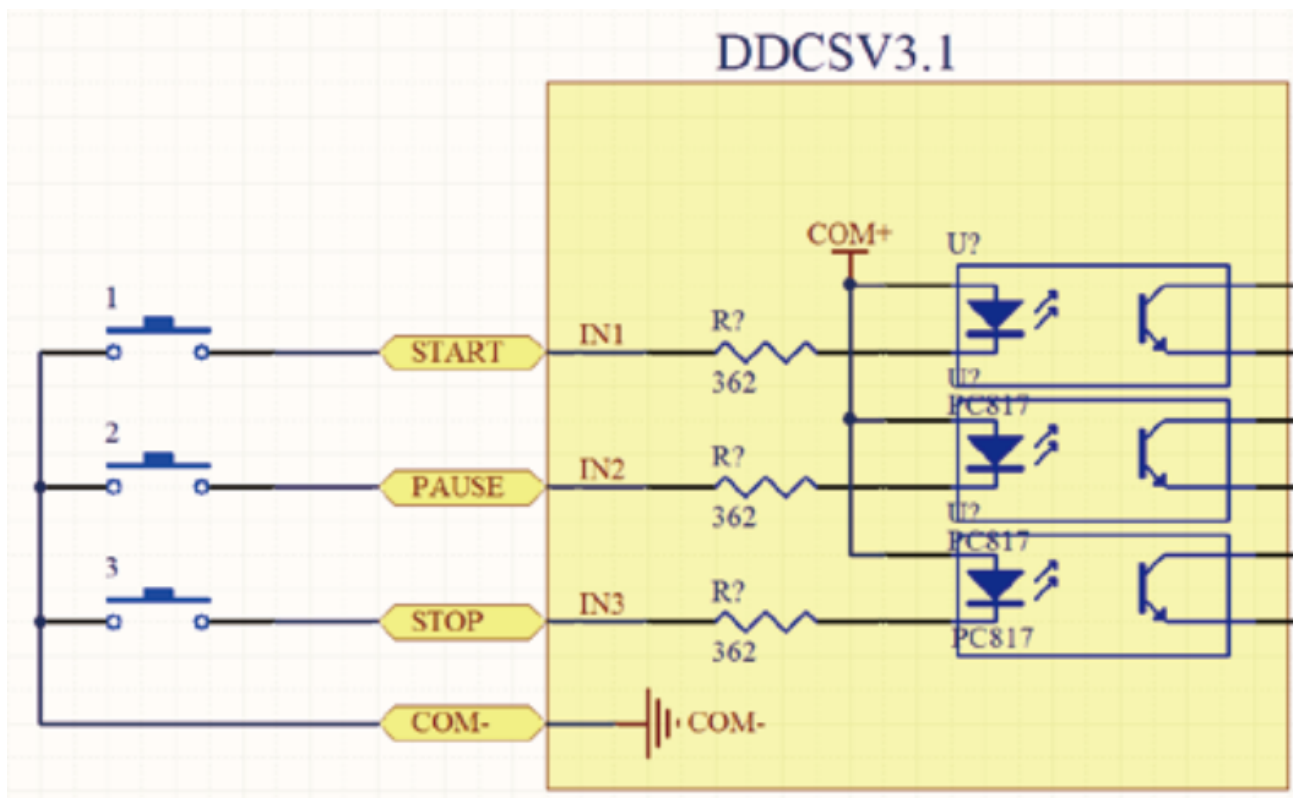 DDCSV3.1
COM+
U?
1
START
IN1
R?
362
U?
PC817
2
PAUSE
IN2
R?
362
U?
PC817
3
STOP
IN3
R?
362
PC817
COM-
COM-